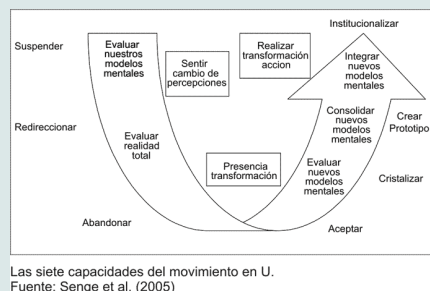 Institucionalizar
Suspender
Evaluar
nuestros
modelos
mentales
Sentir
cambio de
percepciones
Realizar
transformación
accion
Integrar
nuevos
modelos
mentales
Redireccionar
Evaluar
realidad
total
Consolidar
nuevos
modelos
mentales
Crear
Prototipo
Presencia
transformación
Evaluar
nuevos
modelos
mentales
Cristalizar
Abandonar
Aceptar
Las siete capacidades del movimiento en U.
Fuente: Senge et al. (2005)